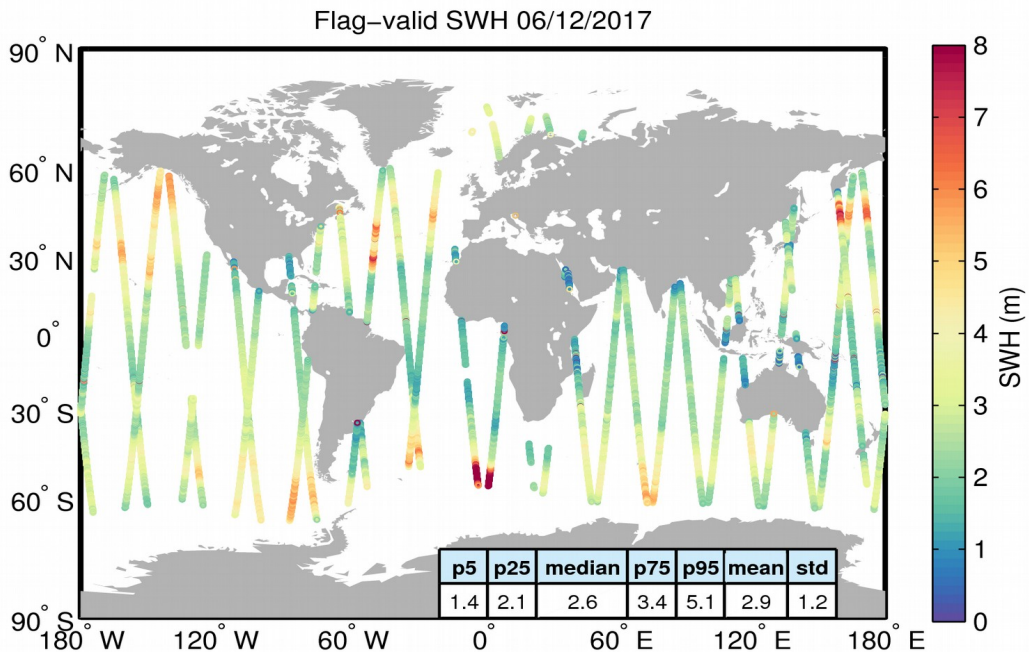 Flag-valid SWH 06/12/2017
90° N
60° N
30° N
0°
30° S
60° S
90° S
180° W
120° W
60° W
0°
60° E
120° E
180° E
p5 p25 median p75 p95 mean std
1.4 2.1 2.6 3.4 5.1 2.9 1.2
8
7
6
5
4
3
2
1
0
SWH (m)